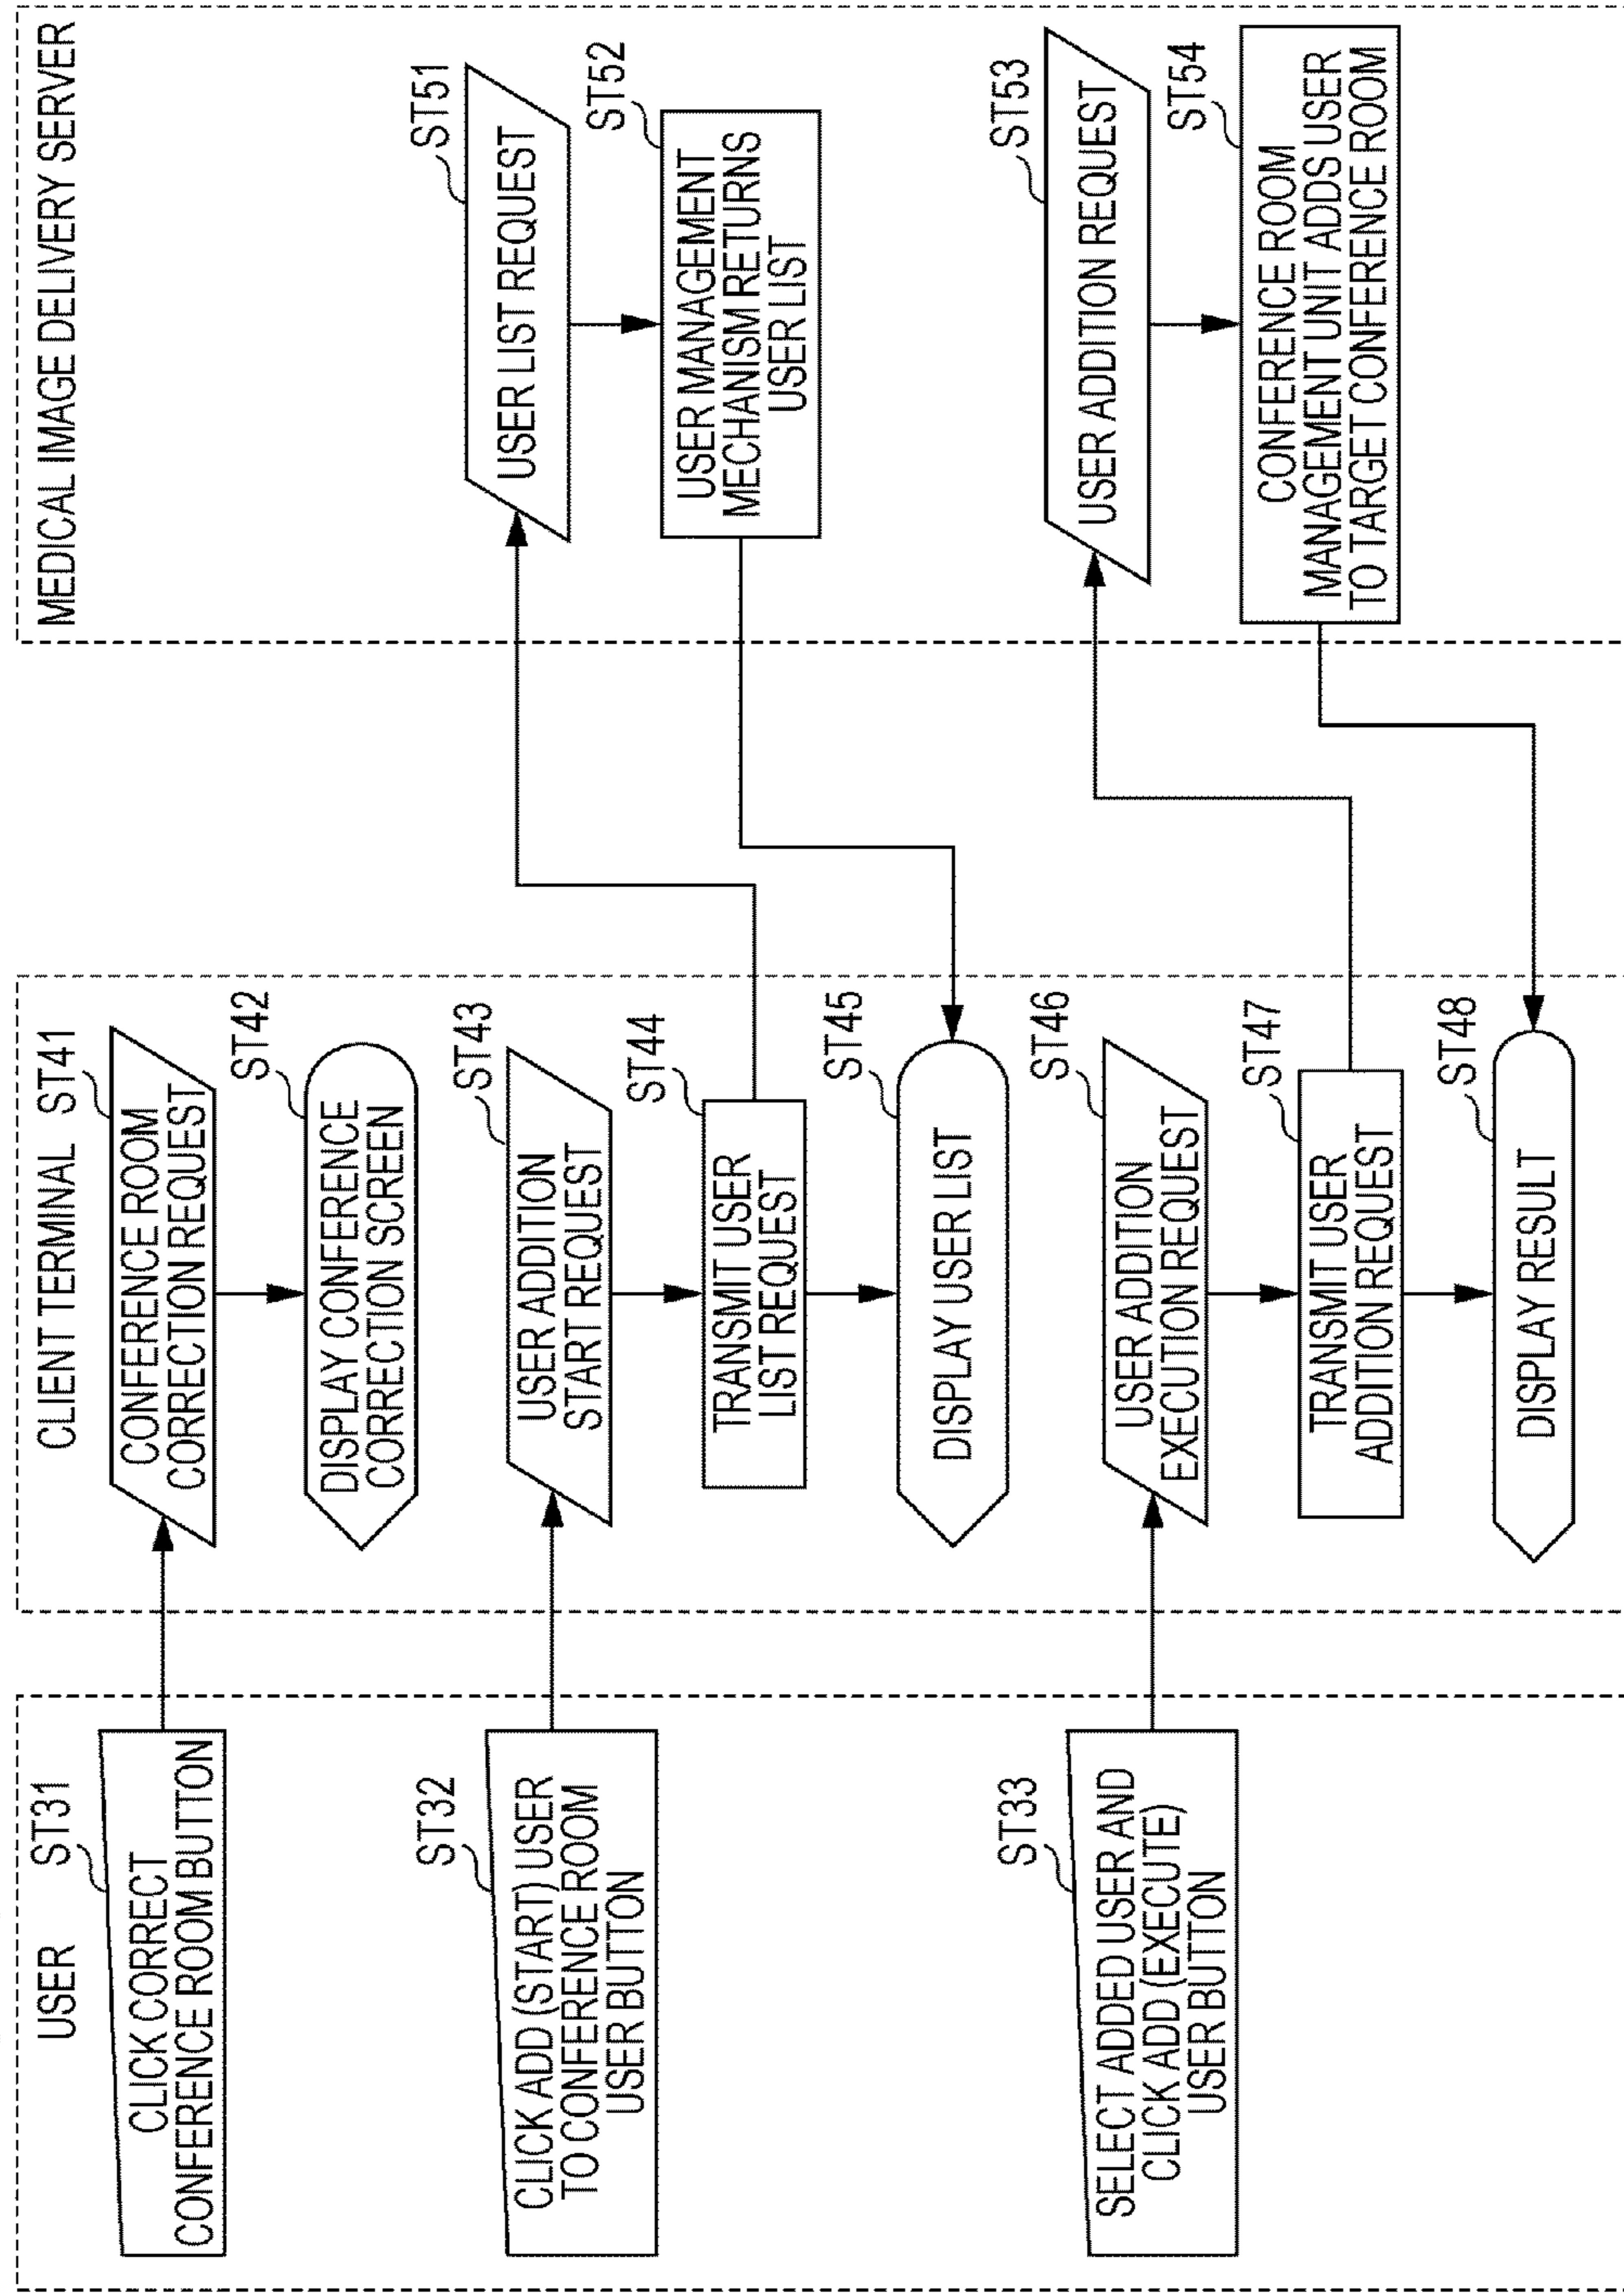 USER
ST31
CLICK CORRECT
CONFERENCE ROOM BUTTON
ST32
CLICK ADD (START) USER
TO CONFERENCE ROOM
USER BUTTON
ST33
SELECT ADDED USER AND
CLICK ADD (EXECUTE)
USER BUTTON
CLIENT TERMINAL
ST41
CONFERENCE ROOM
CORRECTION REQUEST
ST42
DISPLAY CONFERENCE
CORRECTION SCREEN
ST43
USER ADDITION
START REQUEST
ST44
TRANSMIT USER
LIST REQUEST
ST45
DISPLAY USER LIST
ST46
USER ADDITION
EXECUTION REQUEST
ST47
TRANSMIT USER
ADDITION REQUEST
ST48
DISPLAY RESULT
MEDICAL IMAGE DELIVERY SERVER
ST51
USER LIST REQUEST
ST52
USER MANAGEMENT
MECHANISM RETURNS
USER LIST
ST53
USER ADDITION REQUEST
ST54
CONFERENCE ROOM
MANAGEMENT UNIT ADDS USER
TO TARGET CONFERENCE ROOM